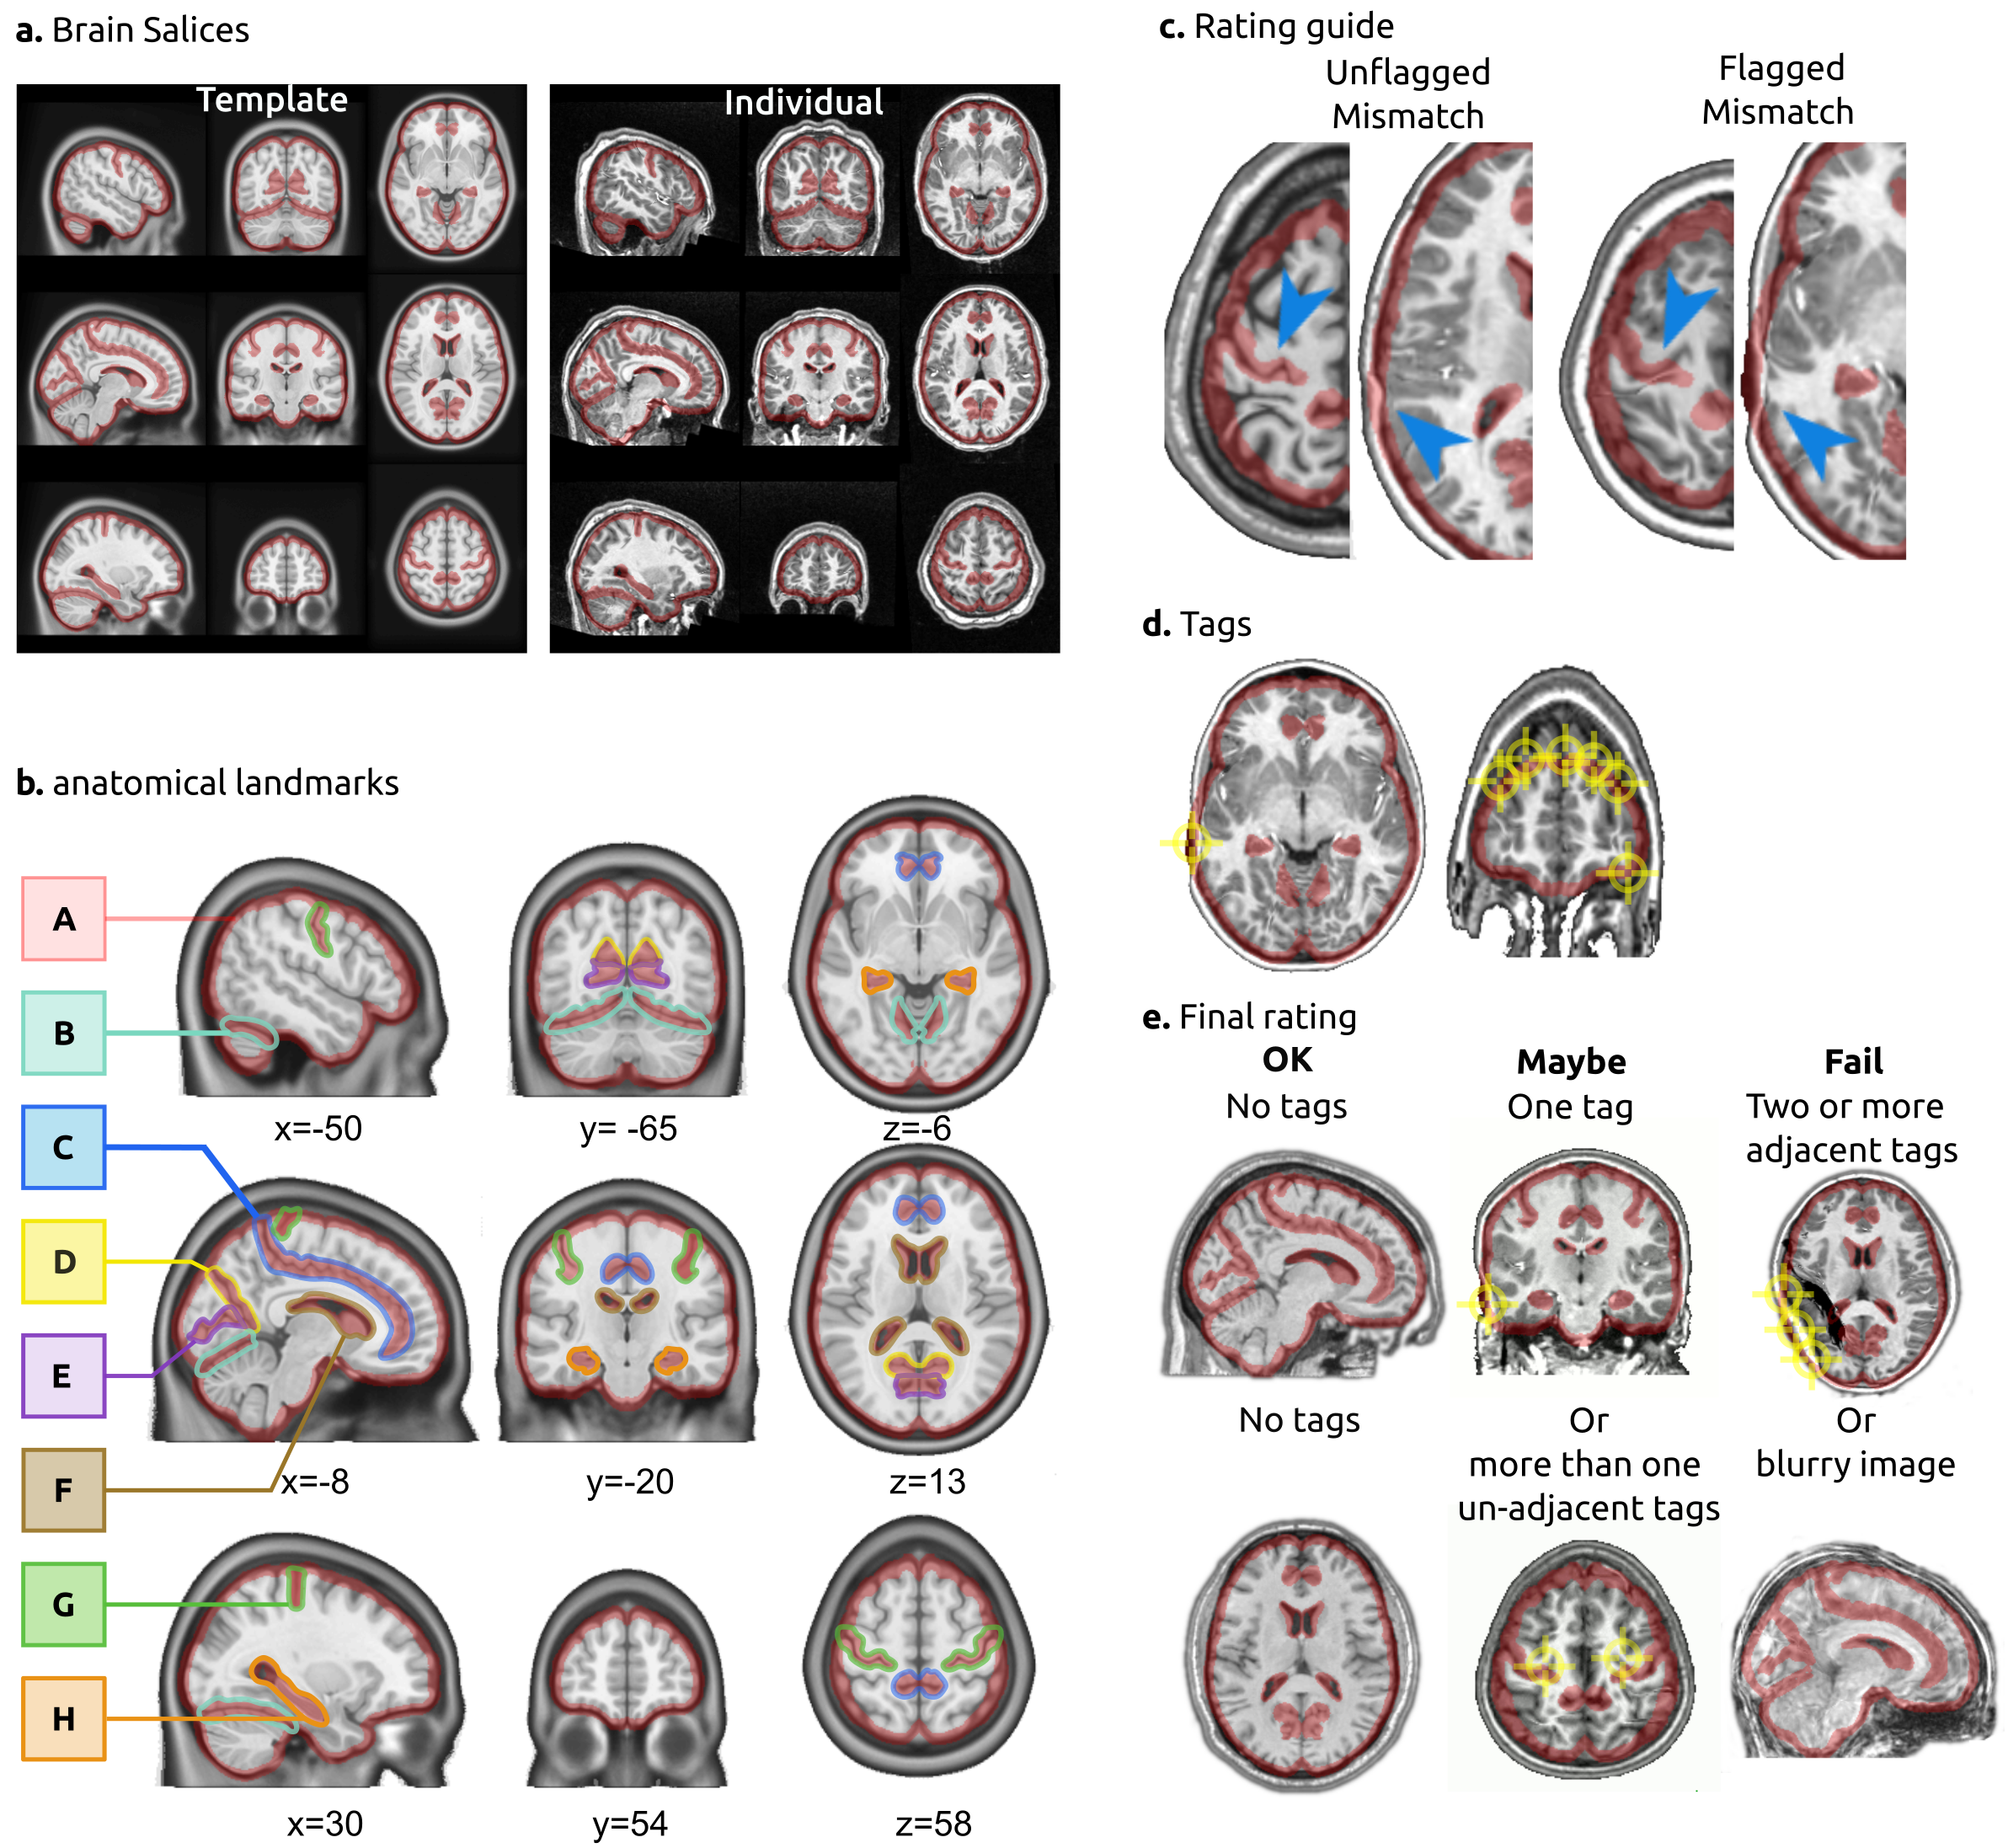 a. Brain Salices
Template
Individual
b. anatomical landmarks
A
B
C
D
E
F
G
H
x=-50
y= -65
z=-6
x=-8
y=-20
z=13
x=30
y=54
z=58
c. Rating guide
Unflagged
Mismatch
Flagged
Mismatch
d. Tags
e. Final rating
OK
No tags
Maybe
One tag
Fail
Two or more
adjacent tags
No tags
Or
more than one
un-adjacent tags
Or
blurry image